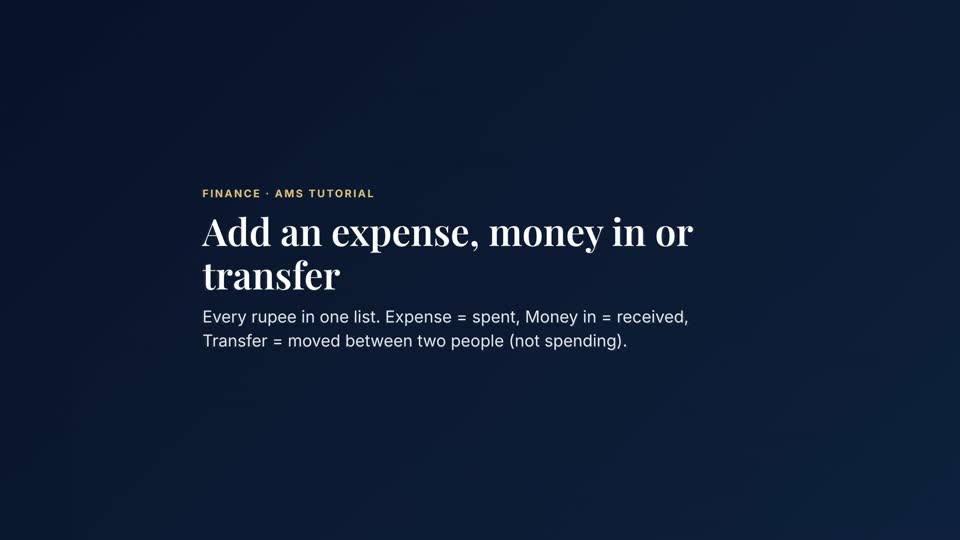 FINANCE · AMS TUTORIAL
Add an expense, money in or
transfer
Every rupee in one list. Expense = spent, Money in = received,
Transfer = moved between two people (not spending).